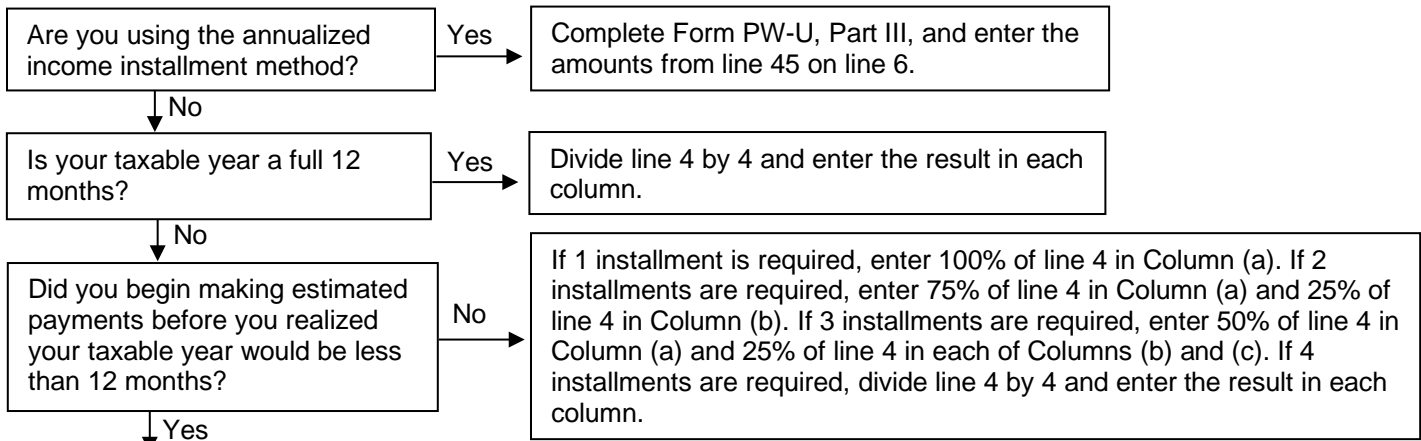 Are you using the annualized
income installment method?
Yes
Complete Form PW-U, Part III, and enter the
amounts from line 45 on line 6.
No
Is your taxable year a full 12
months?
Yes
Divide line 4 by 4 and enter the result in each
column.
No
Did you begin making estimated
payments before you realized
your taxable year would be less
than 12 months?
No
If 1 installment is required, enter 100% of line 4 in Column (a). If 2
installments are required, enter 75% of line 4 in Column (a) and 25% of
line 4 in Column (b). If 3 installments are required, enter 50% of line 4 in
Column (a) and 25% of line 4 in each of Columns (b) and (c). If 4
installments are required, divide line 4 by 4 and enter the result in each
column.
Yes